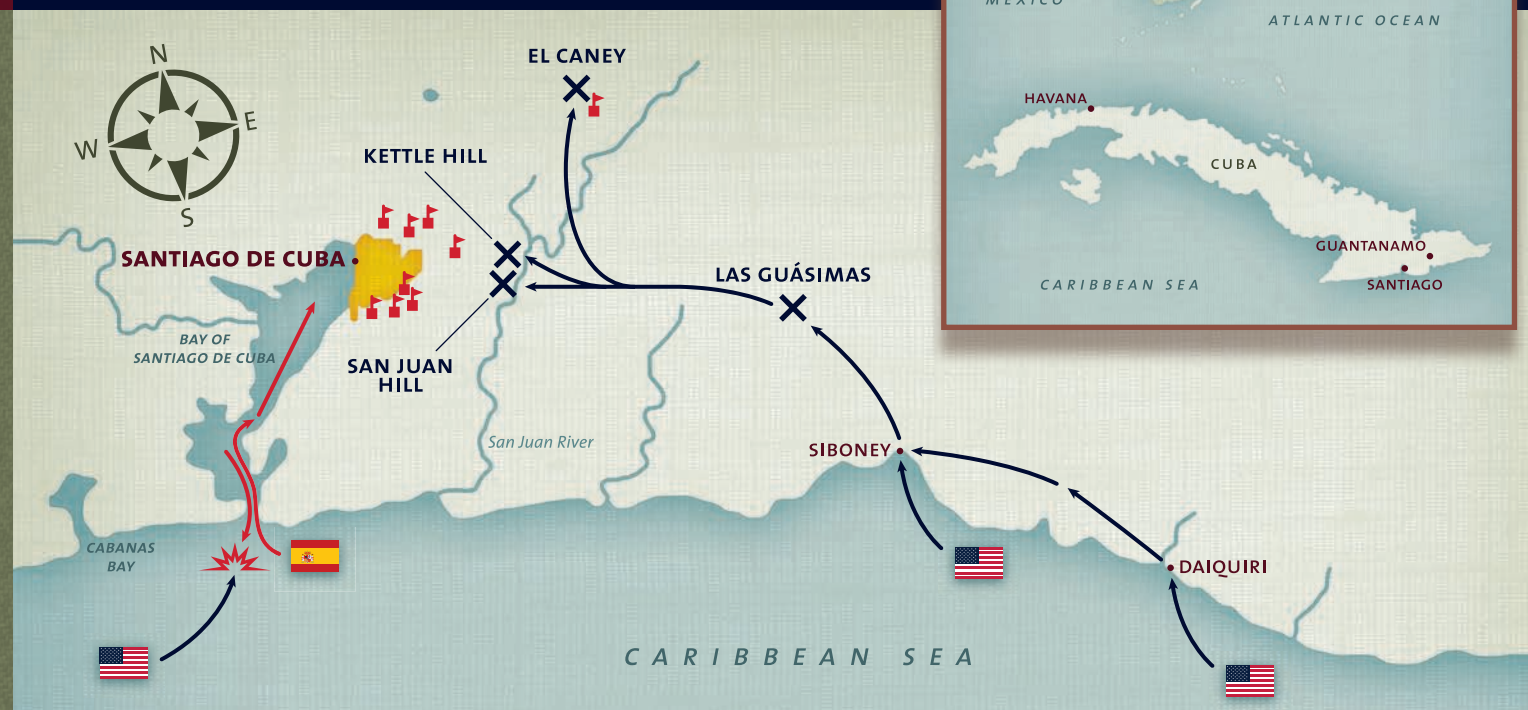 MEXICO
ATLANTIC OCEAN
HAVANA
CUBA
GUANTANAMO
SANTIAGO
CARIBBEAN SEA
N
E
W
S
EL CANEY
KETTLE HILL
SANTIAGO DE CUBA
LAS GUÁSIMAS
BAY OF
SANTIAGO DE CUBA
SAN JUAN
HILL
San Juan River
SIBONEY
CABANAS
BAY
DAIQUIRI
CARIBBEAN SEA